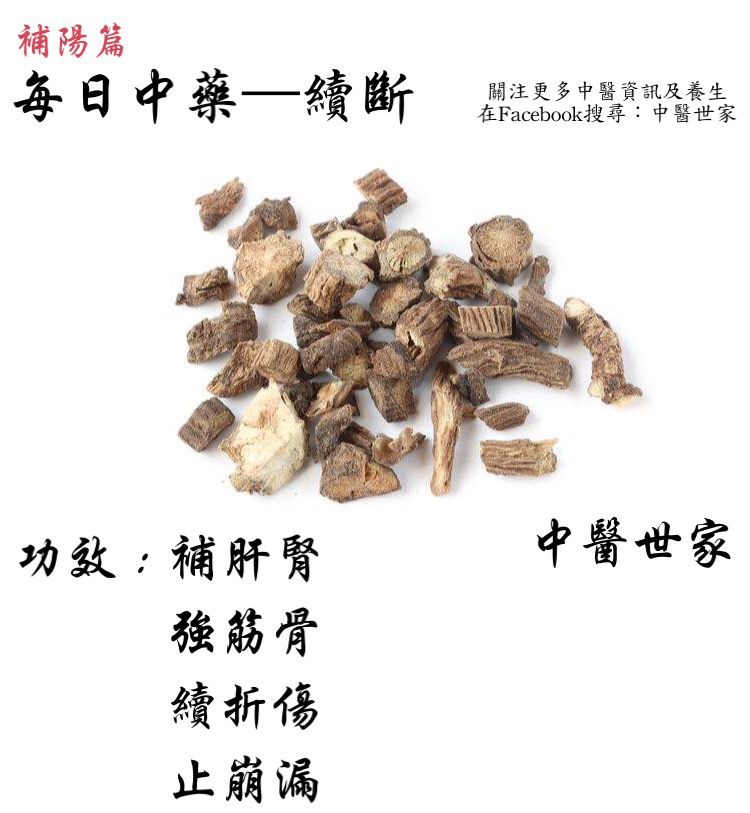 補陽篇
每日中藥—續斷
關注更多中醫資訊及養生
在Facebook搜尋：中醫世家
功效：補肝腎
強筋骨
續折傷
止崩漏
中醫世家